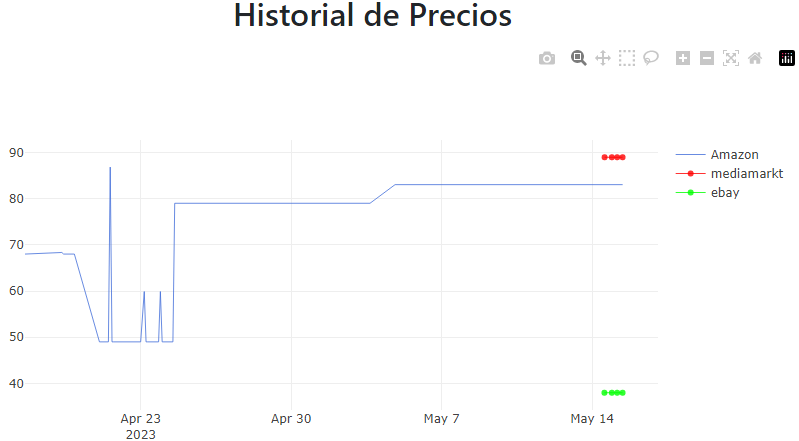 Historial de Precios
90
80
70
60
50
40
Apr 23
2023
Apr 30
May 7
May 14
Amazon
mediamarkt
ebay